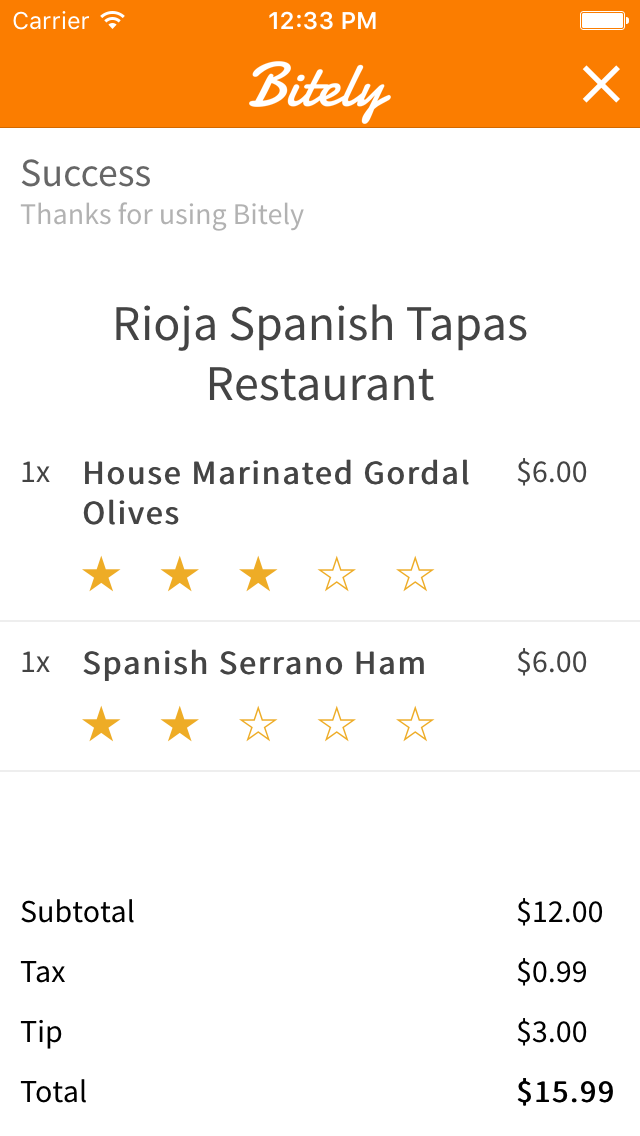 Carrier 12:33 PM
Bitely
Success
Thanks for using Bitely
Rioja Spanish Tapas
Restaurant
1x House Marinated Gordal $6.00
Olives
1x Spanish Serrano Ham $6.00
Subtotal $12.00
Tax $0.99
Tip $3.00
Total $15.99